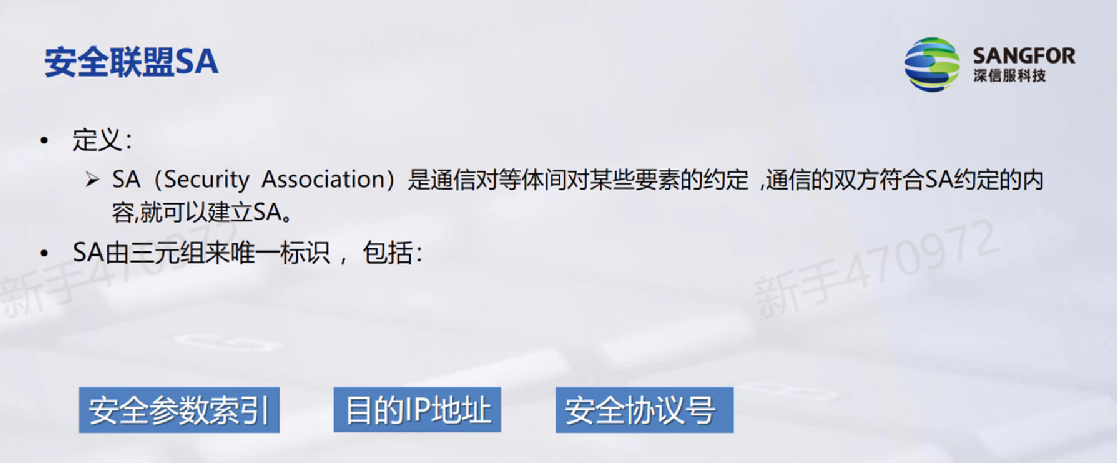 安全联盟SA
SANGFOR
深信服科技
• 定义：
➢ SA（Security Association）是通信对等体间对某些要素的约定 ,通信的双方符合SA约定的内
容,就可以建立SA。
• SA由三元组来唯一标识 ，包括：
新手470972
新手470972
安全参数索引
目的IP地址
安全协议号